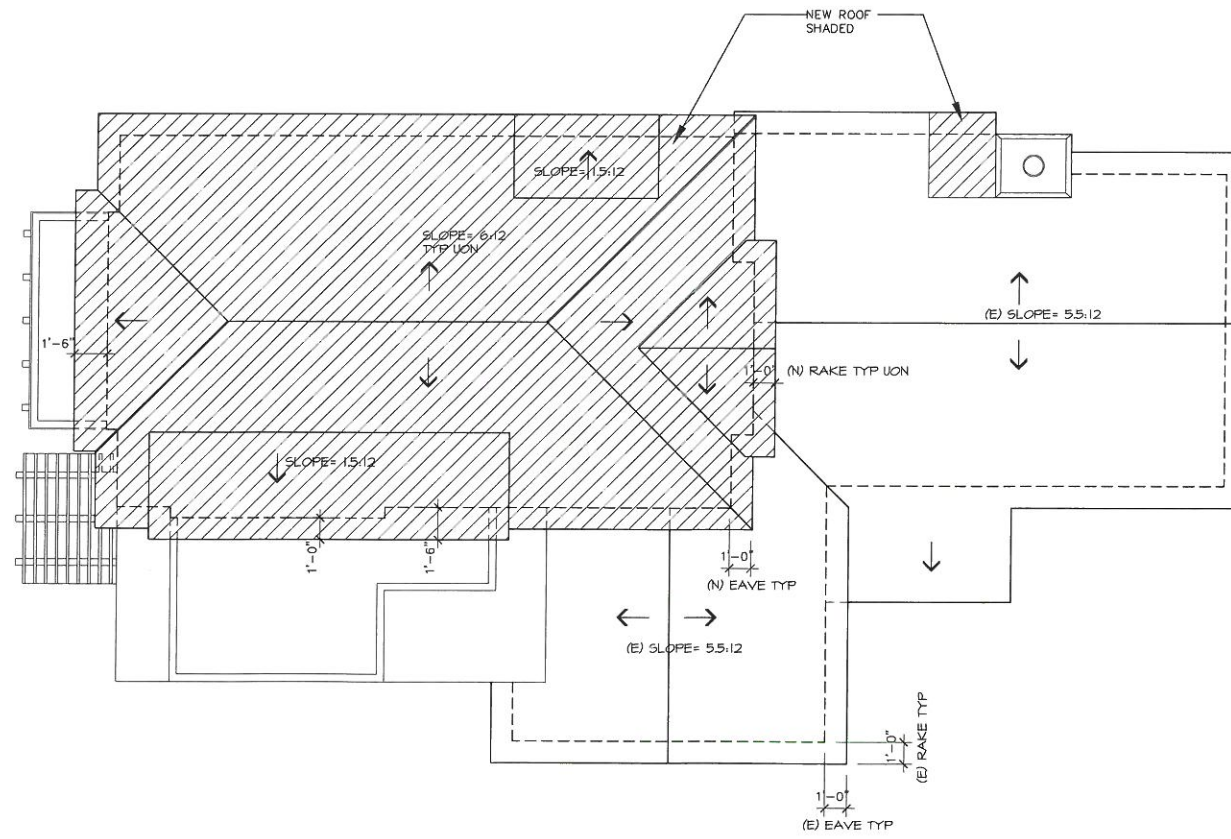 NEW ROOF
SHADED
SLOPE= 1.5:12
SLOPE= 6:12
TYP UON
(E) SLOPE= 5.5:12
1'-6"
1'-0"
(N) RAKE TYP UON
SLOPE= 1.5:12
1'-0"
1'-6"
1'-0"
(N) EAVE TYP
(E) SLOPE= 5.5:12
1'-0"
(E) RAKE TYP
1'-0"
(E) EAVE TYP